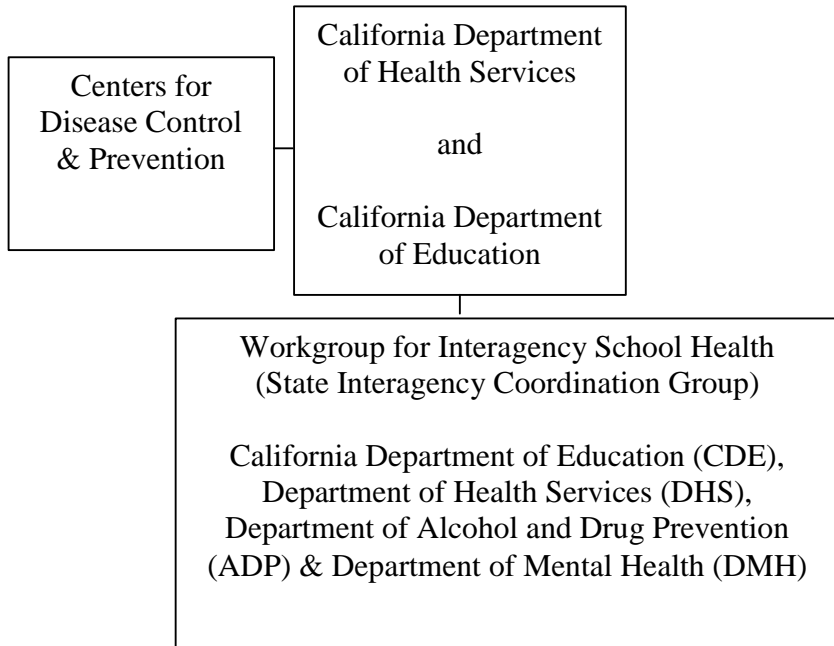 Centers for
Disease Control
& Prevention
California Department
of Health Services
and
California Department
of Education
Workgroup for Interagency School Health
(State Interagency Coordination Group)
California Department of Education (CDE),
Department of Health Services (DHS),
Department of Alcohol and Drug Prevention
(ADP) & Department of Mental Health (DMH)